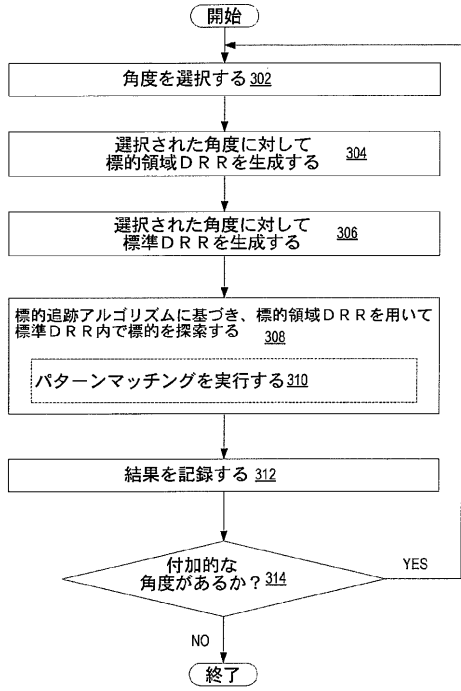 開始
角度を選択する 302
選択された角度に対して
標的領域DRRを生成する 304
選択された角度に対して
標準DRRを生成する 306
標的追跡アルゴリズムに基づき、標的領域DRRを用いて
標準DRR内で標的を探索する 308
パターンマッチングを実行する 310
結果を記録する 312
付加的な
角度があるか? 314
YES
NO
終了